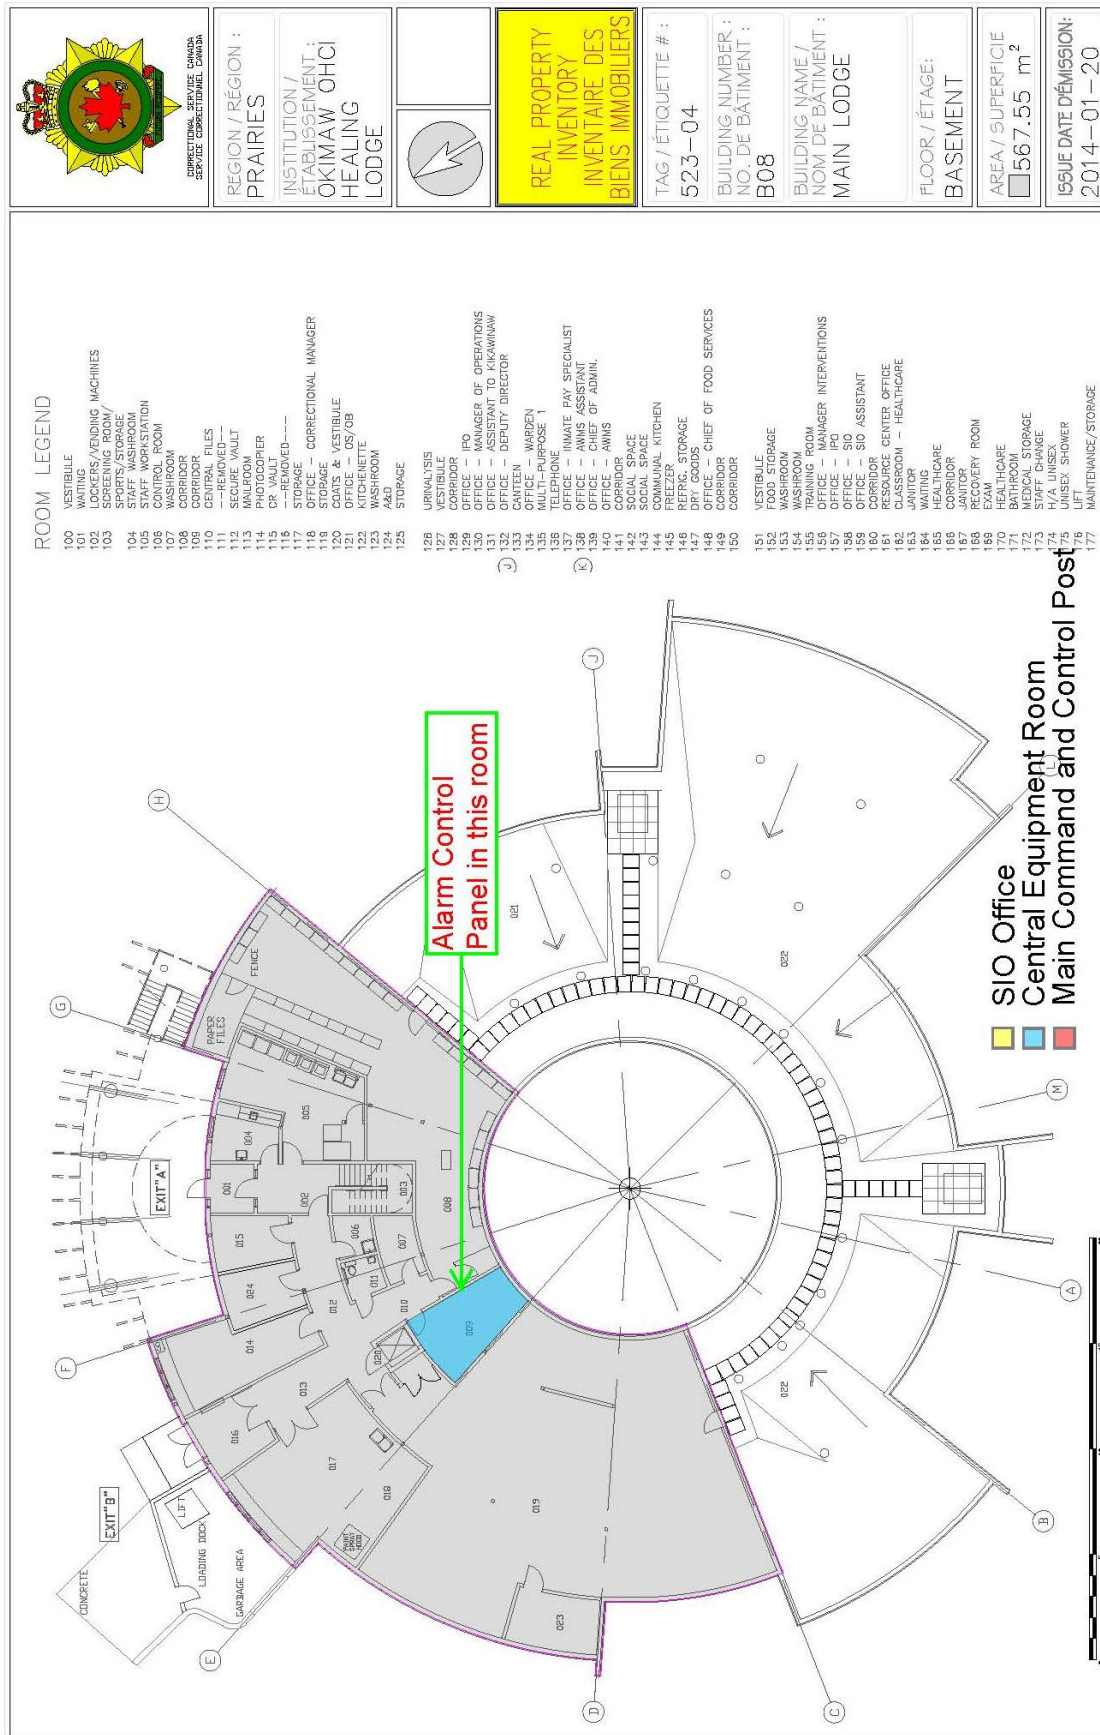 CORRECTIONAL SERVICE CANADA
SERVICE CORRECTIONNEL CANADA
REGION / RÉGION :
PRAIRIES
INSTITUTION /
ÉTABLISSEMENT :
OKIMAW OHCI
HEALING
LODGE
REAL PROPERTY
INVENTORY
INVENTAIRE DES
BIENS IMMOBILIERS
TAG / ÉTIQUETTE # :
523-04
BUILDING NUMBER :
NO. DE BÂTIMENT :
B08
BUILDING NAME /
NOM DE BÂTIMENT :
MAIN LODGE
FLOOR / ÉTAGE:
BASEMENT
AREA / SUPERFICIE
567.55 m²
ISSUE DATE D'ÉMISSION:
2014-01-20
ROOM LEGEND
100 VESTIBULE
101 WAITING
102 LOCKERS/VENDING MACHINES
103 SCREENING ROOM/
SPORTS/STORAGE
104 STAFF WASHROOM
105 STAFF WORKSTATION
106 CONTROL ROOM
107 WASHROOM
108 CORRIDOR
109 CORRIDOR
110 CENTRAL FILES
111 ---REMOVED---
112 SECURE VAULT
113 MAILROOM
114 PHOTOCOPIER
115 CR VAULT
116 ---REMOVED---
117 STORAGE
118 OFFICE - CORRECTIONAL MANAGER
119 STORAGE
120 COATS & VESTIBULE
121 OFFICE OS/OB
122 KITCHENETTE
123 WASHROOM
124 A&D
125 STORAGE
126 URINALYSIS
127 VESTIBULE
128 CORRIDOR
129 OFFICE - IPO
130 OFFICE - MANAGER OF OPERATIONS
131 OFFICE - ASSISTANT TO KIKAWINAW
132 OFFICE - DEPUTY DIRECTOR
133 CANTEEN
134 OFFICE - WARDEN
135 MULTI-PURPOSE 1
136 TELEPHONE
137 OFFICE - INMATE PAY SPECIALIST
138 OFFICE - AWMS ASSISTANT
139 OFFICE - CHIEF OF ADMIN.
140 OFFICE - AWMS
141 CORRIDOR
142 SOCIAL SPACE
143 SOCIAL SPACE
144 COMMUNAL KITCHEN
145 FREEZER
146 REFRIG. STORAGE
147 DRY GOODS
148 OFFICE - CHIEF OF FOOD SERVICES
149 CORRIDOR
150 CORRIDOR
151 VESTIBULE
152 FOOD STORAGE
153 WASHROOM
154 WASHROOM
155 TRAINING ROOM
156 OFFICE - MANAGER INTERVENTIONS
157 OFFICE - IPO
158 OFFICE - SIO
159 OFFICE - SIO ASSISTANT
160 CORRIDOR
161 RESOURCE CENTER OFFICE
162 CLASSROOM - HEALTHCARE
163 JANITOR
164 WAITING
165 HEALTHCARE
166 CORRIDOR
167 JANITOR
168 RECOVERY ROOM
169 EXAM
170 HEALTHCARE
171 BATHROOM
172 MEDICAL STORAGE
173 STAFF CHANGE
174 H/A UNISEX
175 UNISEX SHOWER
176 LIFT
177 MAINTENANCE/STORAGE
J
K
Alarm Control
Panel in this room
H
G
F
E
D
C
B
A
M
L
J
CONCRETE
EXIT"B"
LIFT
LOADING DOCK
GARBAGE AREA
EXIT"A"
PAPER
FILES
FENCE
PAINT
SPRAY
HOOD
001
002
003
004
005
006
007
008
009
010
011
012
013
014
015
016
017
018
019
020
021
022
022
023
024
SIO Office
Central Equipment Room
Main Command and Control Post